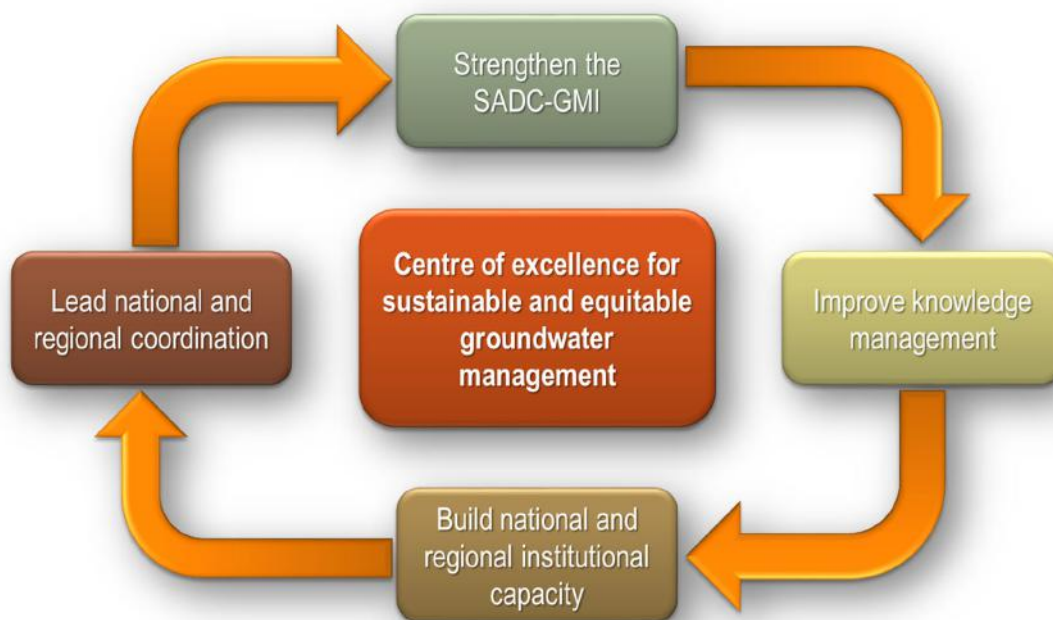 Strengthen the
SADC-GMI
Centre of excellence for
sustainable and equitable
groundwater
management
Lead national and
regional coordination
Improve knowledge
management
Build national and
regional institutional
capacity